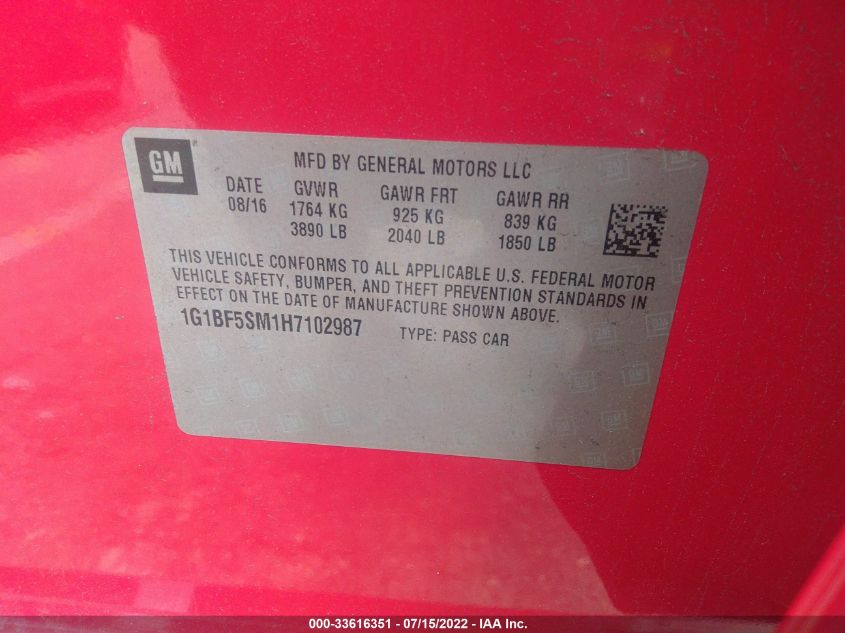 GM
MFD BY GENERAL MOTORS LLC
DATE GVWR GAWR FRT GAWR RR
08/16 1764 KG 925 KG 839 KG
3890 LB 2040 LB 1850 LB
THIS VEHICLE CONFORMS TO ALL APPLICABLE U.S. FEDERAL MOTOR
VEHICLE SAFETY, BUMPER, AND THEFT PREVENTION STANDARDS IN
EFFECT ON THE DATE OF MANUFACTURE SHOWN ABOVE.
1G1BF5SM1H7102987 TYPE: PASS CAR
000-33616351 - 07/15/2022 - IAA Inc.